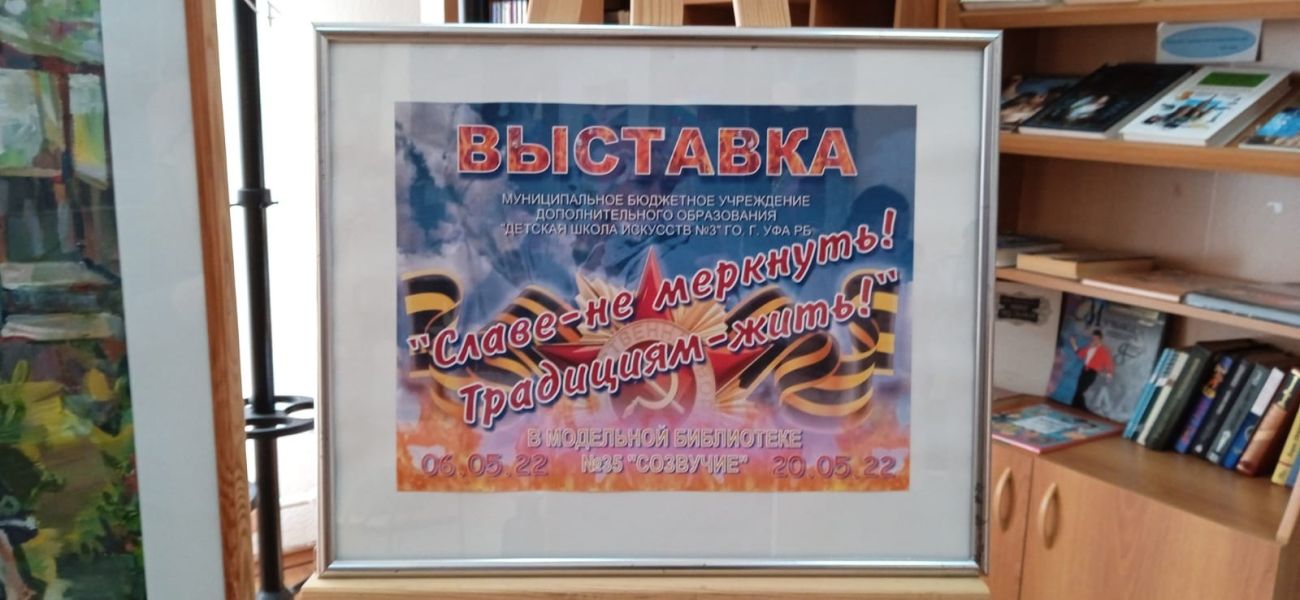 ВЫСТАВКА
МУНИЦИПАЛЬНОЕ БЮДЖЕТНОЕ УЧРЕЖДЕНИЕ
ДОПОЛНИТЕЛЬНОГО ОБРАЗОВАНИЯ
"ДЕТСКАЯ ШКОЛА ИСКУССТВ №3" ГО. Г. УФА РБ
"Славе-не меркнуть!
Традициям-жить!"
В МОДЕЛЬНОЙ БИБЛИОТЕКЕ
06.05.22 №35 "СОЗВУЧИЕ" 20.05.22